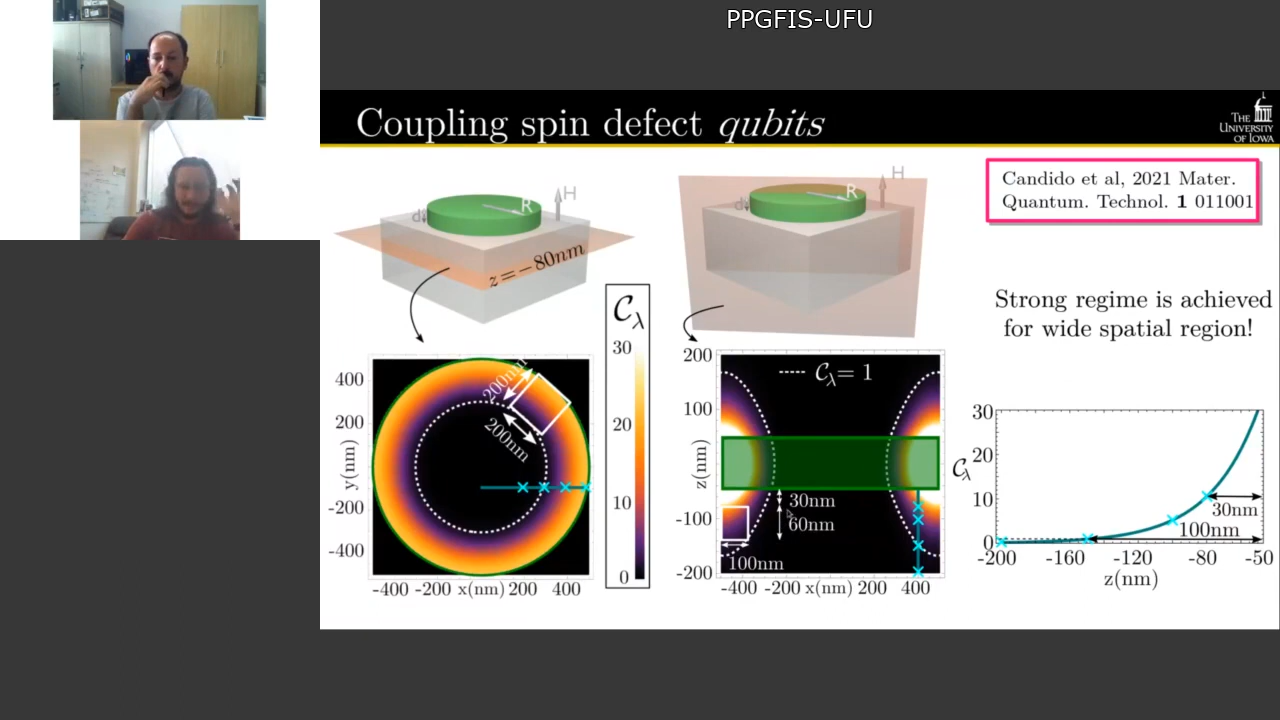 PPGFIS-UFU
Coupling spin defect qubits
THE
UNIVERSITY
OF IOWA
Candido et al, 2021 Mater.
Quantum. Technol. 1 011001
H
R
d
z = −80nm
H
R
d
Strong regime is achieved
for wide spatial region!
𝒞λ
30
20
10
0
400
200
y(nm)
-200
-400
-400 -200 x(nm) 200 400
200nm
200nm
200
100
z(nm)
-100
-200
-400 -200 x(nm) 200 400
𝒞λ = 1
30nm
60nm
100nm
30
20
𝒞λ
10
0
30nm
100nm
-200 -160 -120 -80 -50
z(nm)